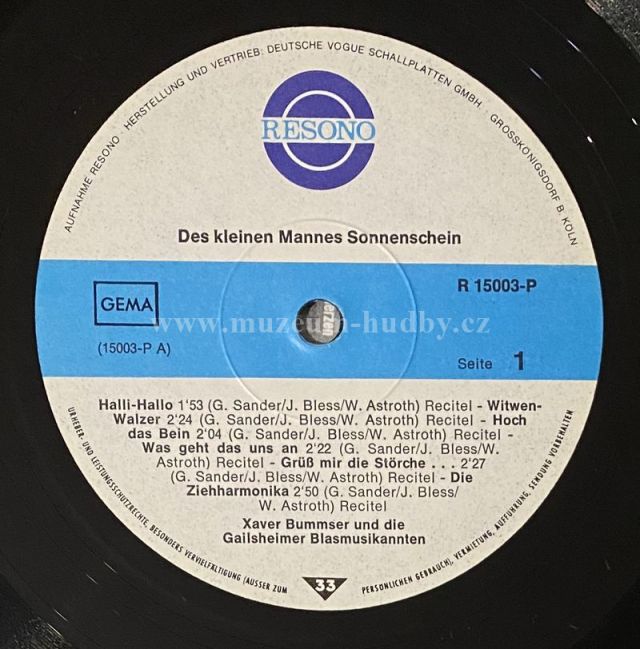 AUFNAHME RESONO · HERSTELLUNG UND VERTRIEB: DEUTSCHE VOGUE SCHALLPLATTEN GMBH · GROSSKÖNIGSDORF B. KÖLN
RESONO
Des kleinen Mannes Sonnenschein
GEMA
R 15003-P
www.muzeum-hudby.cz
erzen
(15003-P A)
Seite 1
Halli-Hallo 1'53 (G. Sander/J. Bless/W. Astroth) Recitel - Witwen-
Walzer 2'24 (G. Sander/J. Bless/W. Astroth) Recitel - Hoch
das Bein 2'04 (G. Sander/J. Bless/W. Astroth) Recitel -
Was geht das uns an 2'22 (G. Sander/J. Bless/W.
Astroth) Recitel - Grüß mir die Störche . . . 2'27
(G. Sander/J. Bless/W. Astroth) Recitel - Die
Ziehharmonika 2'50 (G. Sander/J. Bless/
W. Astroth) Recitel
Xaver Bummser und die
Gailsheimer Blasmusikannten
URHEBER- UND LEISTUNGSSCHUTZRECHTE, BESONDERS VERVIELFÄLTIGUNG (AUSSER ZUM
33
PERSÖNLICHEN GEBRAUCH), VERMIETUNG, AUFFÜHRUNG, SENDUNG VORBEHALTEN